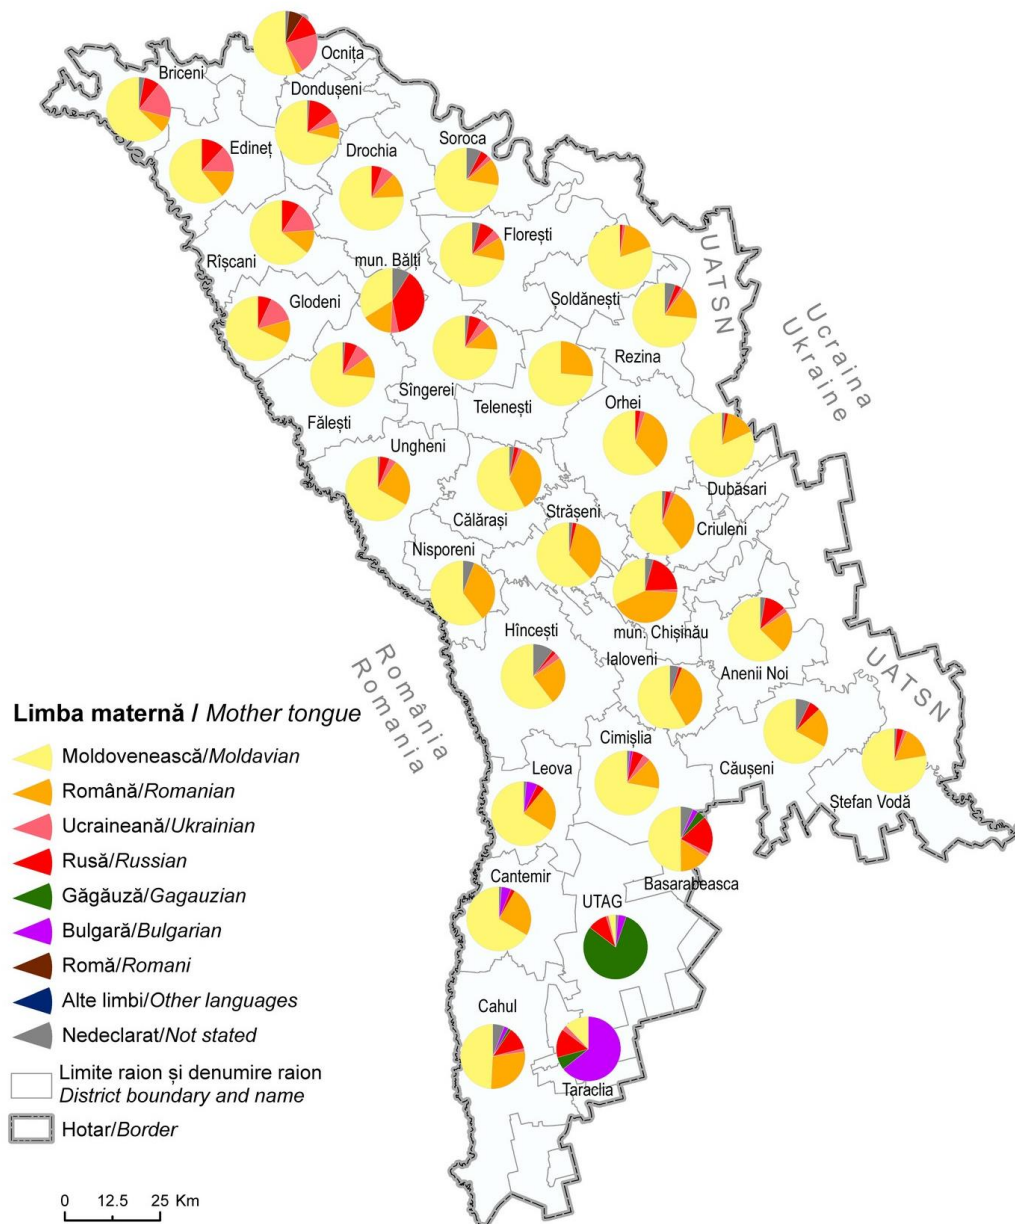 Ocnița
Briceni
Dondușeni
Edineț
Drochia
Soroca
Rîșcani
mun. Bălți
Florești
Șoldănești
UATSN
Ucraina
Ukraine
Glodeni
Rezina
Sîngerei
Telenești
Fălești
Orhei
Ungheni
Dubăsari
Călărași
Strășeni
Criuleni
Nisporeni
mun. Chișinău
Hîncești
Ialoveni
Anenii Noi
UATSN
România
Romania
Cimișlia
Leova
Căușeni
Ștefan Vodă
Basarabeasca
Cantemir
UTAG
Cahul
Taraclia
Limba maternă / Mother tongue
Moldovenească/Moldavian
Română/Romanian
Ucraineană/Ukrainian
Rusă/Russian
Găgăuză/Gagauzian
Bulgară/Bulgarian
Romă/Romani
Alte limbi/Other languages
Nedeclarat/Not stated
Limite raion și denumire raion
District boundary and name
Hotar/Border
0 12.5 25 Km